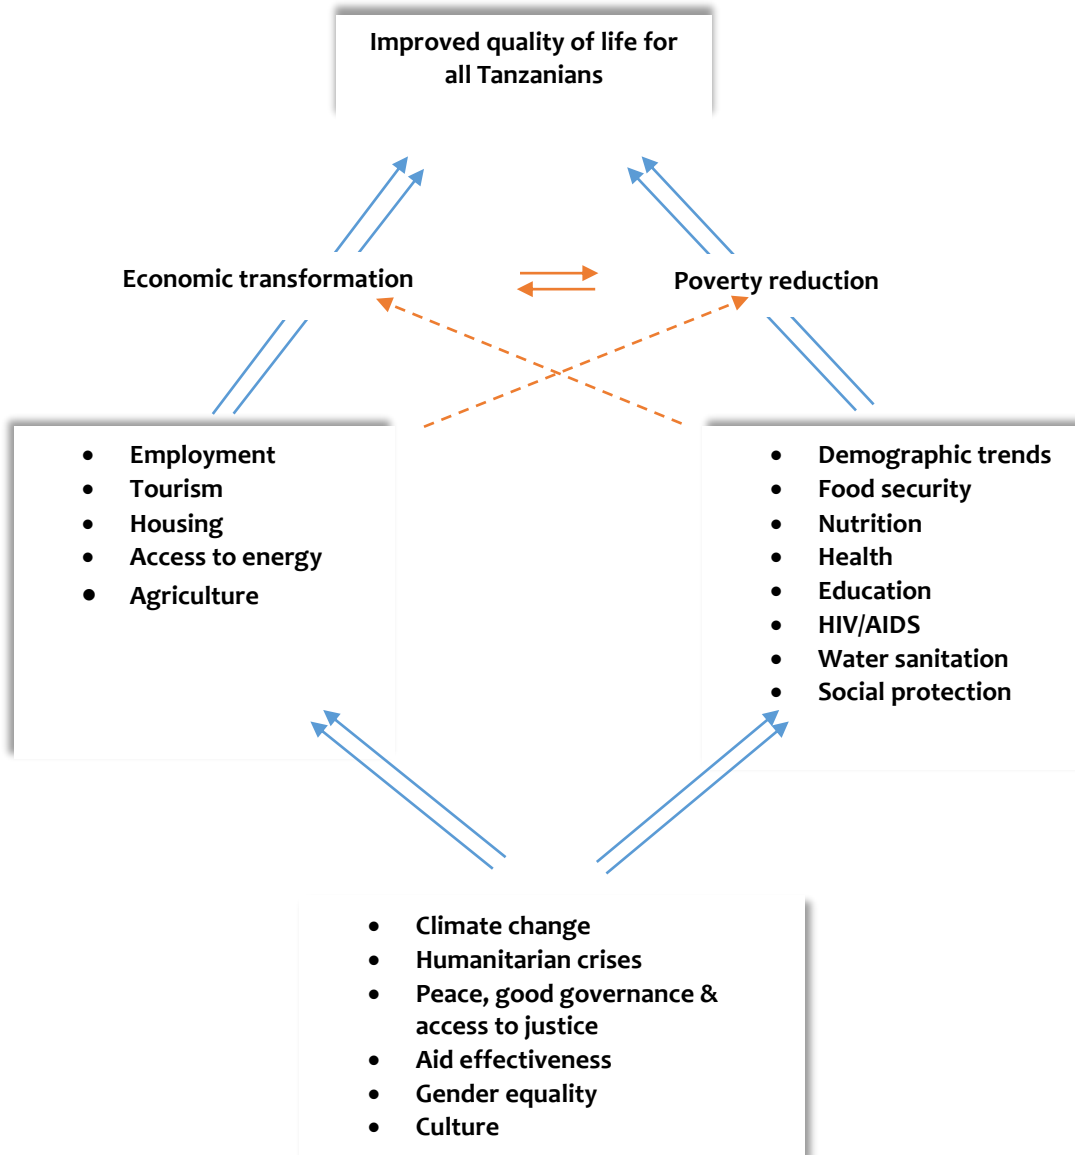 Improved quality of life for
all Tanzanians
Economic transformation
Poverty reduction
• Employment
• Tourism
• Housing
• Access to energy
• Agriculture
• Demographic trends
• Food security
• Nutrition
• Health
• Education
• HIV/AIDS
• Water sanitation
• Social protection
• Climate change
• Humanitarian crises
• Peace, good governance &
access to justice
• Aid effectiveness
• Gender equality
• Culture